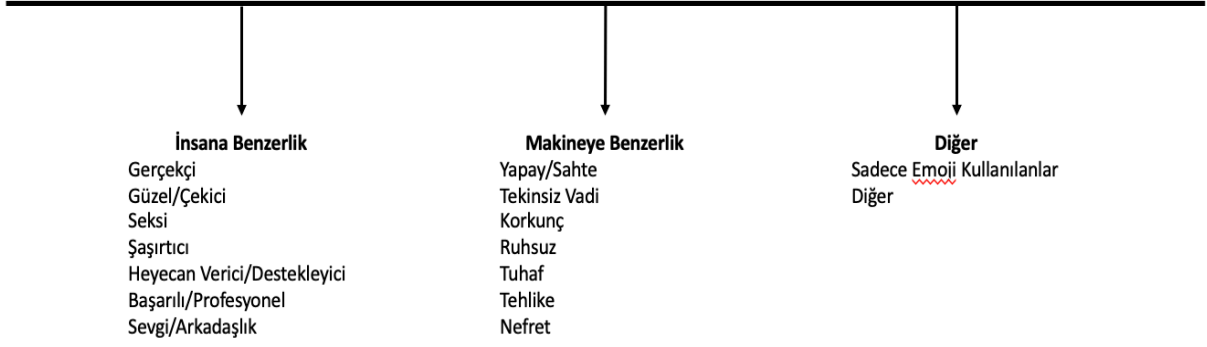 İnsana Benzerlik
Gerçekçi
Güzel/Çekici
Seksi
Şaşırtıcı
Heyecan Verici/Destekleyici
Başarılı/Profesyonel
Sevgi/Arkadaşlık
Makineye Benzerlik
Yapay/Sahte
Tekinsiz Vadi
Korkunç
Ruhsuz
Tuhaf
Tehlike
Nefret
Diğer
Sadece Emoji Kullanılanlar
Diğer